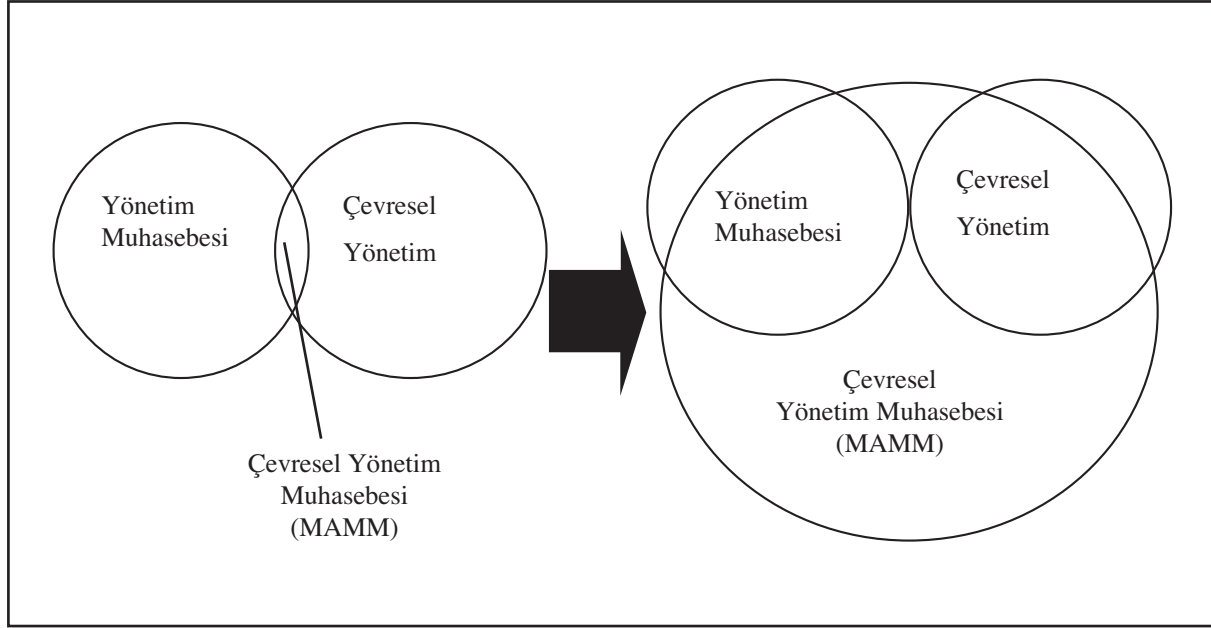 Yönetim
Muhasebesi
Çevresel
Yönetim
Çevresel Yönetim
Muhasebesi
(MAMM)
Yönetim
Muhasebesi
Çevresel
Yönetim
Çevresel
Yönetim Muhasebesi
(MAMM)